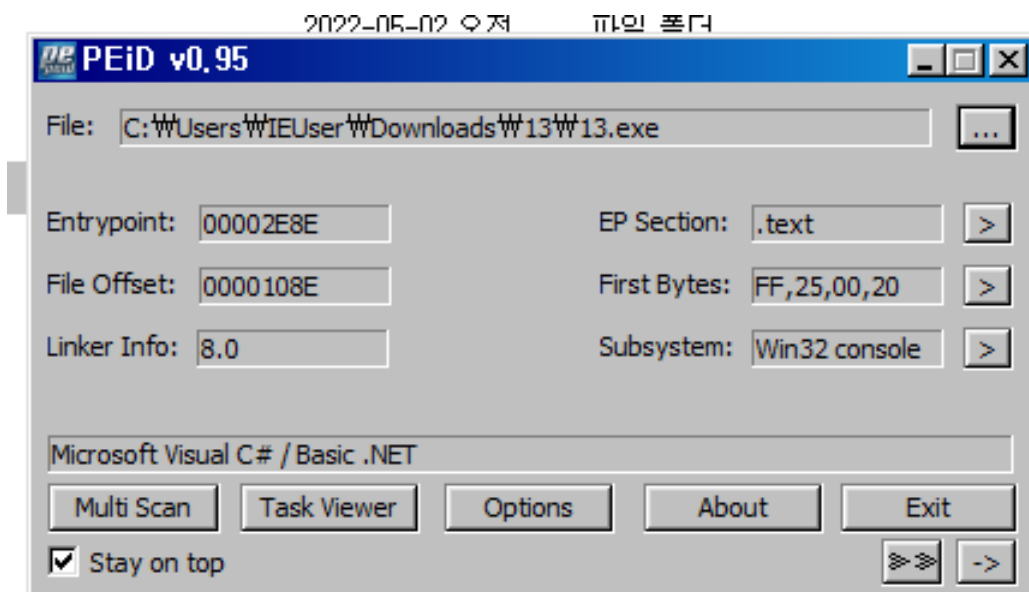 2022-05-02 오전 파일 폴더
PEiD v0.95
File: C:₩Users₩IEUser₩Downloads₩13₩13.exe ...
Entrypoint: 00002E8E EP Section: .text >
File Offset: 0000108E First Bytes: FF,25,00,20 >
Linker Info: 8.0 Subsystem: Win32 console >
Microsoft Visual C# / Basic .NET
Multi Scan Task Viewer Options About Exit
Stay on top >> ->